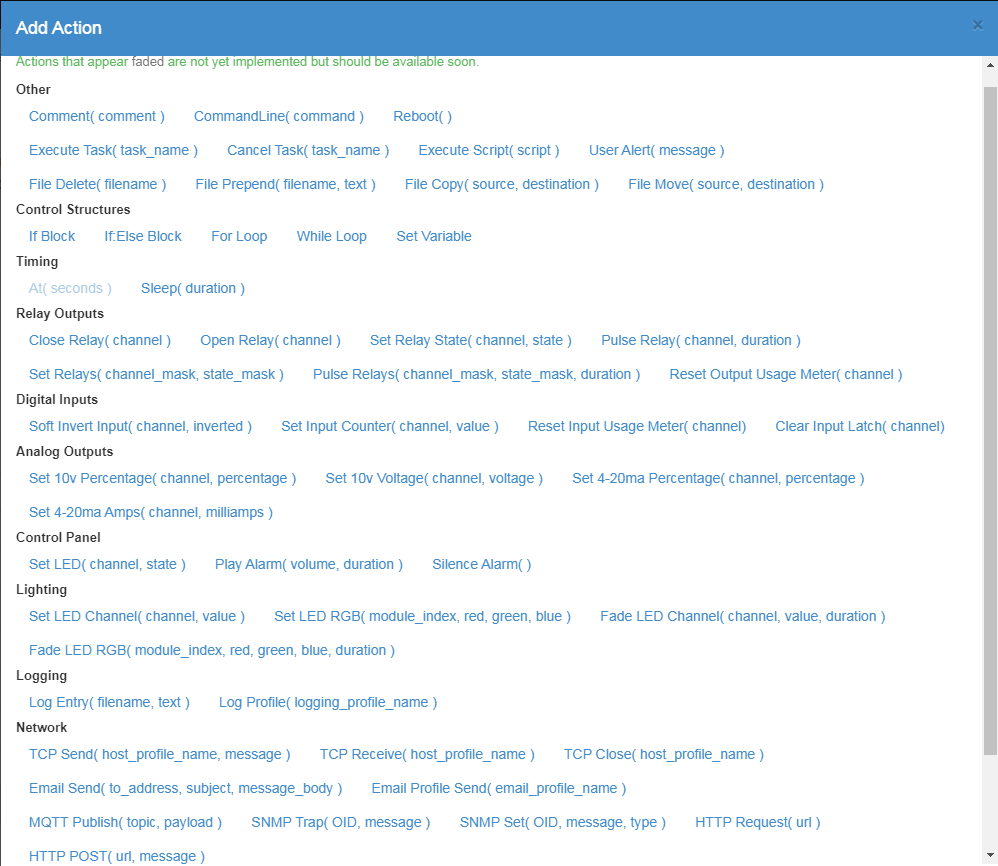 Add Action ×
Actions that appear faded are not yet implemented but should be available soon.
Other
Comment( comment ) CommandLine( command ) Reboot( )
Execute Task( task_name ) Cancel Task( task_name ) Execute Script( script ) User Alert( message )
File Delete( filename ) File Prepend( filename, text ) File Copy( source, destination ) File Move( source, destination )
Control Structures
If Block If:Else Block For Loop While Loop Set Variable
Timing
At( seconds ) Sleep( duration )
Relay Outputs
Close Relay( channel ) Open Relay( channel ) Set Relay State( channel, state ) Pulse Relay( channel, duration )
Set Relays( channel_mask, state_mask ) Pulse Relays( channel_mask, state_mask, duration ) Reset Output Usage Meter( channel )
Digital Inputs
Soft Invert Input( channel, inverted ) Set Input Counter( channel, value ) Reset Input Usage Meter( channel) Clear Input Latch( channel)
Analog Outputs
Set 10v Percentage( channel, percentage ) Set 10v Voltage( channel, voltage ) Set 4-20ma Percentage( channel, percentage )
Set 4-20ma Amps( channel, milliamps )
Control Panel
Set LED( channel, state ) Play Alarm( volume, duration ) Silence Alarm( )
Lighting
Set LED Channel( channel, value ) Set LED RGB( module_index, red, green, blue ) Fade LED Channel( channel, value, duration )
Fade LED RGB( module_index, red, green, blue, duration )
Logging
Log Entry( filename, text ) Log Profile( logging_profile_name )
Network
TCP Send( host_profile_name, message ) TCP Receive( host_profile_name ) TCP Close( host_profile_name )
Email Send( to_address, subject, message_body ) Email Profile Send( email_profile_name )
MQTT Publish( topic, payload ) SNMP Trap( OID, message ) SNMP Set( OID, message, type ) HTTP Request( url )
HTTP POST( url, message )